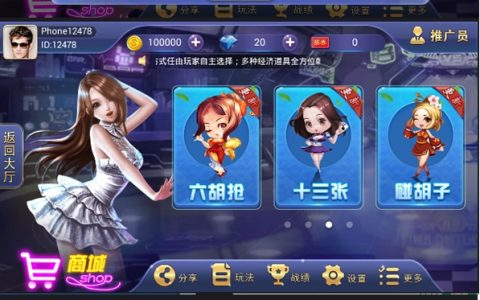 shop
分享
玩法
战绩
设置
更多
Phone12478
ID:12478
100000
20
0
推广员
式任由玩家自主选择；多种经济道具全方位
返回大厅
六胡抢
十三张
碰胡子
商城
shop
分享
玩法
战绩
设置
更多